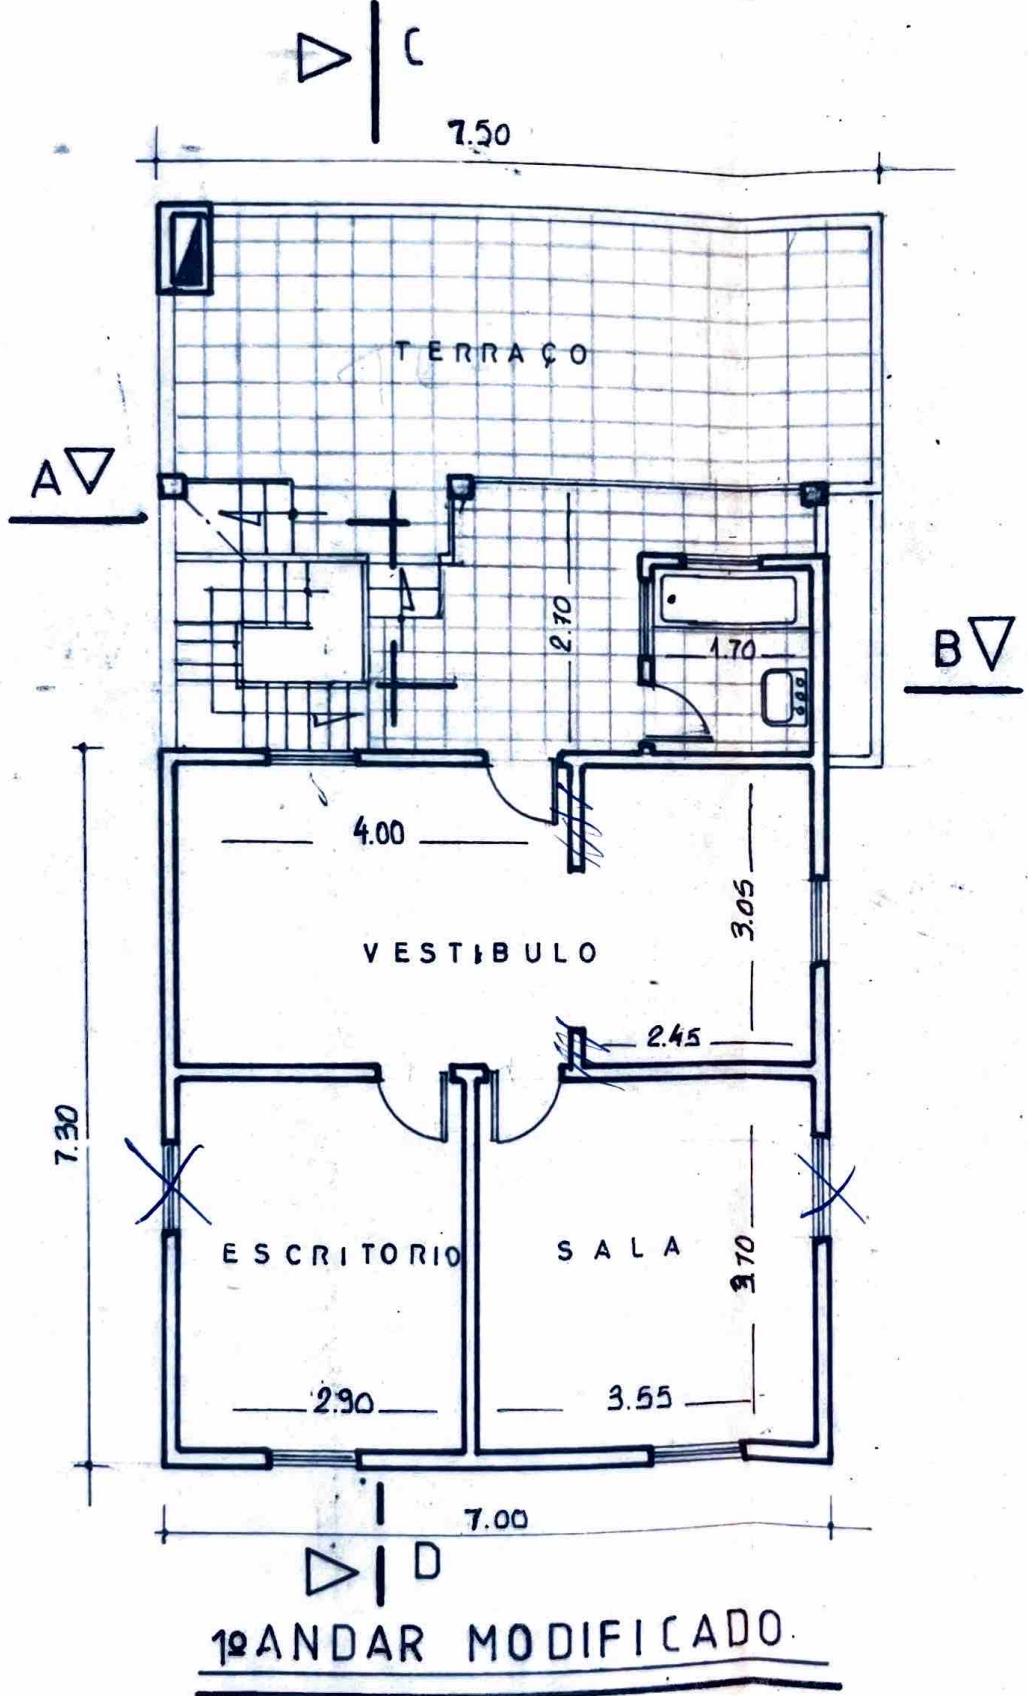 C
7.50
TERRAÇO
A
2.70
1.70
B
4.00
3.05
VESTIBULO
2.45
7.30
ESCRITORIO
SALA
3.70
2.90
3.55
7.00
D
1º ANDAR MODIFICADO.